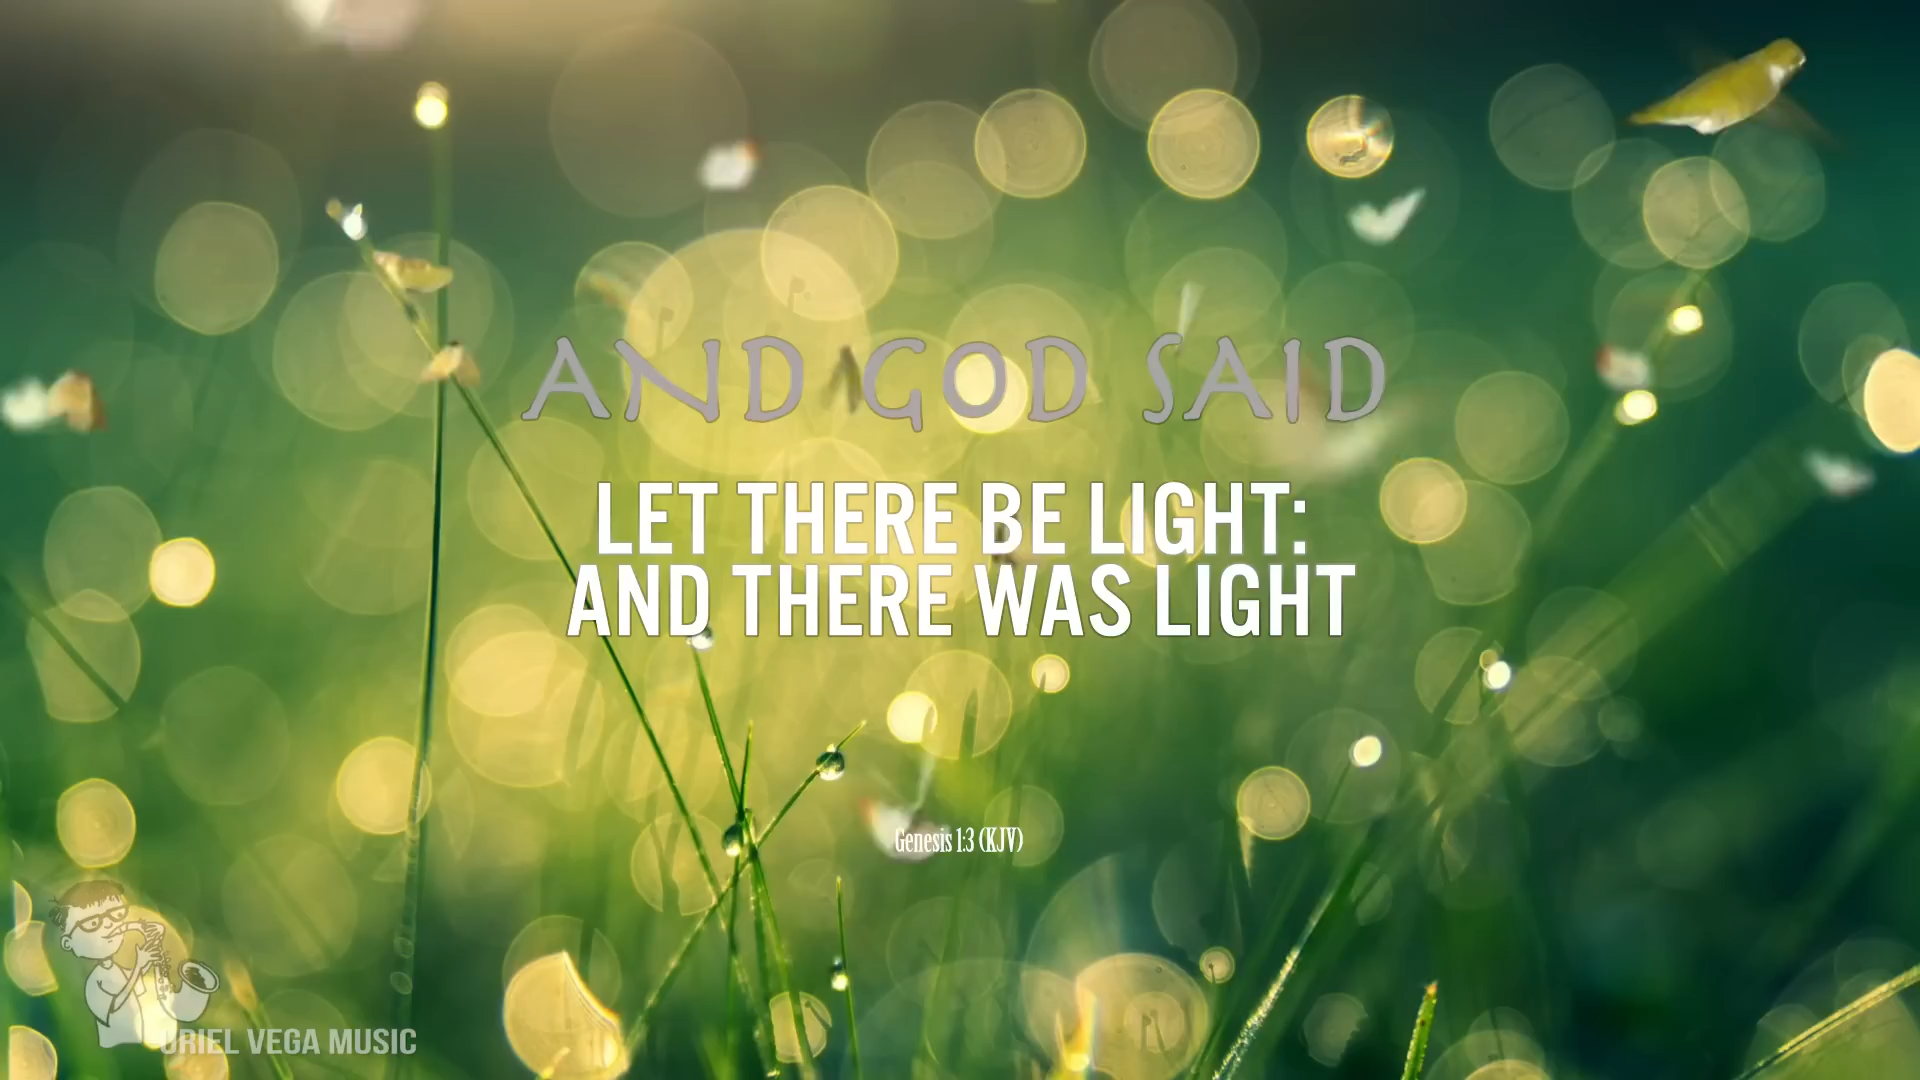 AND GOD SAID
LET THERE BE LIGHT:
AND THERE WAS LIGHT
Genesis 1:3 (KJV)
URIEL VEGA MUSIC